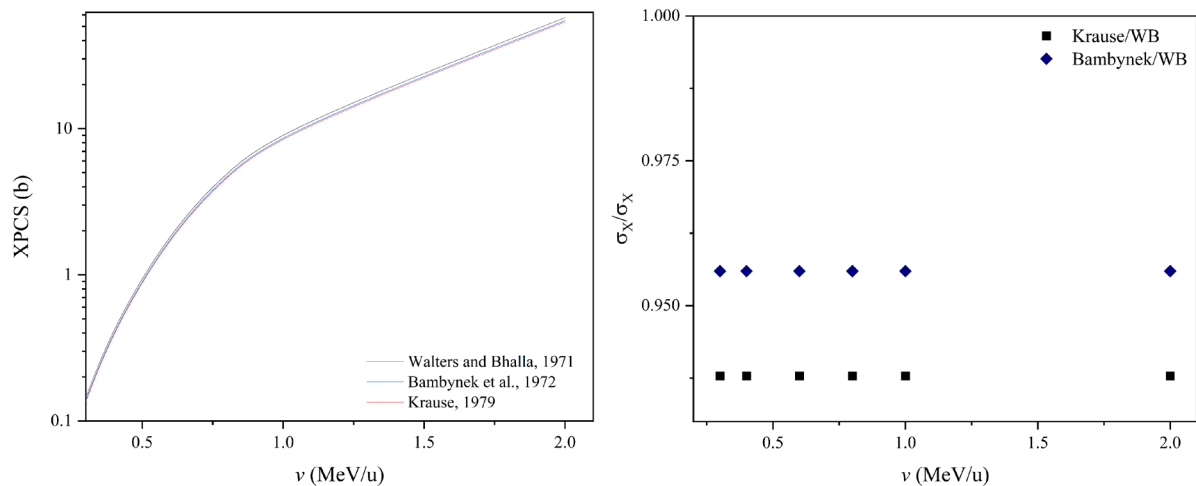 XPCS (b)
10
1
0.1
0.5
1.0
1.5
2.0
v (MeV/u)
Walters and Bhalla, 1971
Bambynek et al., 1972
Krause, 1979
σX/σX
1.000
0.975
0.950
0.5
1.0
1.5
2.0
v (MeV/u)
Krause/WB
Bambynek/WB